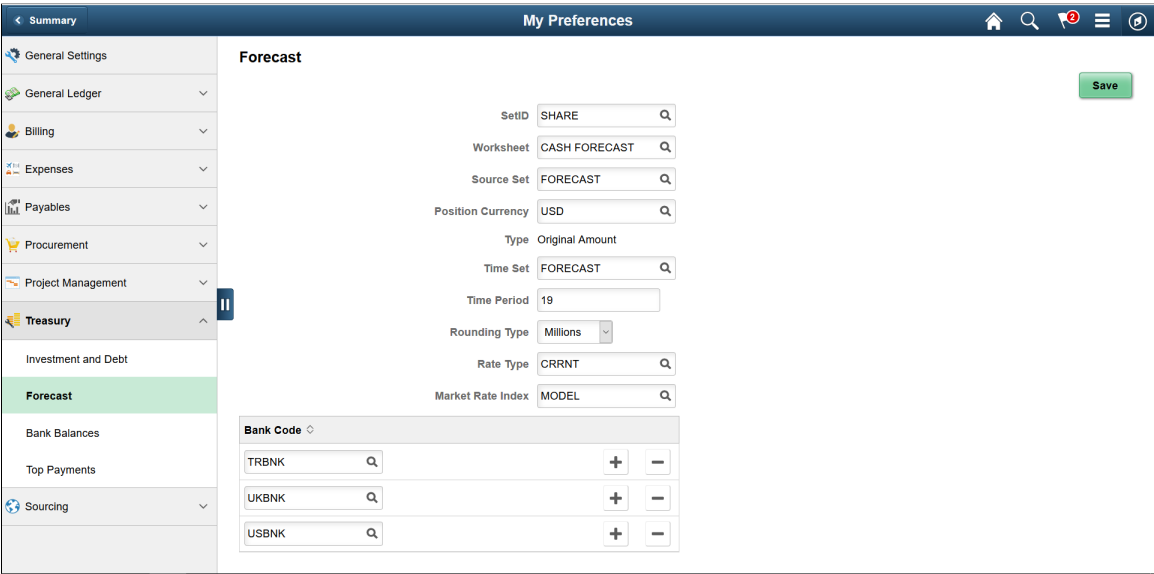 Summary
My Preferences
2
General Settings
General Ledger
Billing
Expenses
Payables
Procurement
Project Management
Treasury
Investment and Debt
Forecast
Bank Balances
Top Payments
Sourcing
Forecast
Save
SetID SHARE
Worksheet CASH FORECAST
Source Set FORECAST
Position Currency USD
Type Original Amount
Time Set FORECAST
Time Period 19
Rounding Type Millions
Rate Type CRRNT
Market Rate Index MODEL
Bank Code
TRBNK
UKBNK
USBNK